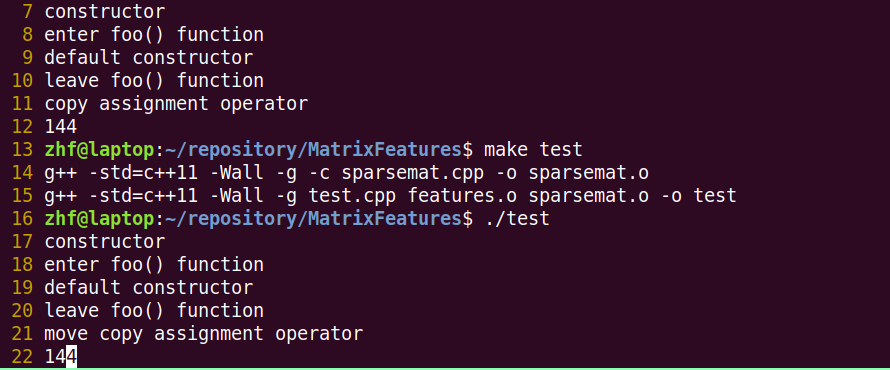 7 constructor
8 enter foo() function
9 default constructor
10 leave foo() function
11 copy assignment operator
12 144
13 zhf@laptop:~/repository/MatrixFeatures$ make test
14 g++ -std=c++11 -Wall -g -c sparsemat.cpp -o sparsemat.o
15 g++ -std=c++11 -Wall -g test.cpp features.o sparsemat.o -o test
16 zhf@laptop:~/repository/MatrixFeatures$ ./test
17 constructor
18 enter foo() function
19 default constructor
20 leave foo() function
21 move copy assignment operator
22 144